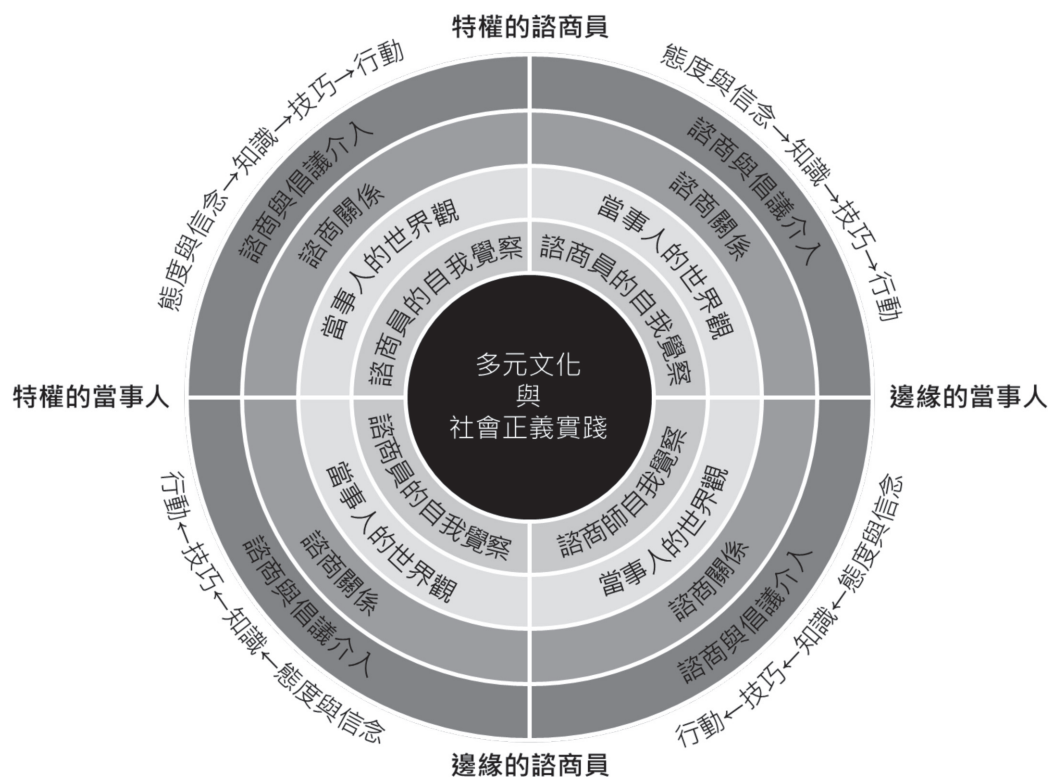 特權的諮商員
態度與信念→知識→技巧→行動
態度與信念→知識→技巧→行動
諮商與倡議介入
諮商與倡議介入
諮商關係
諮商關係
當事人的世界觀
當事人的世界觀
諮商員的自我覺察
諮商員的自我覺察
特權的當事人
多元文化
與
社會正義實踐
邊緣的當事人
諮商員的自我覺察
諮商師自我覺察
當事人的世界觀
當事人的世界觀
諮商關係
諮商關係
諮商與倡議介入
諮商與倡議介入
行動←技巧←知識←態度與信念
行動←技巧←知識←態度與信念
邊緣的諮商員